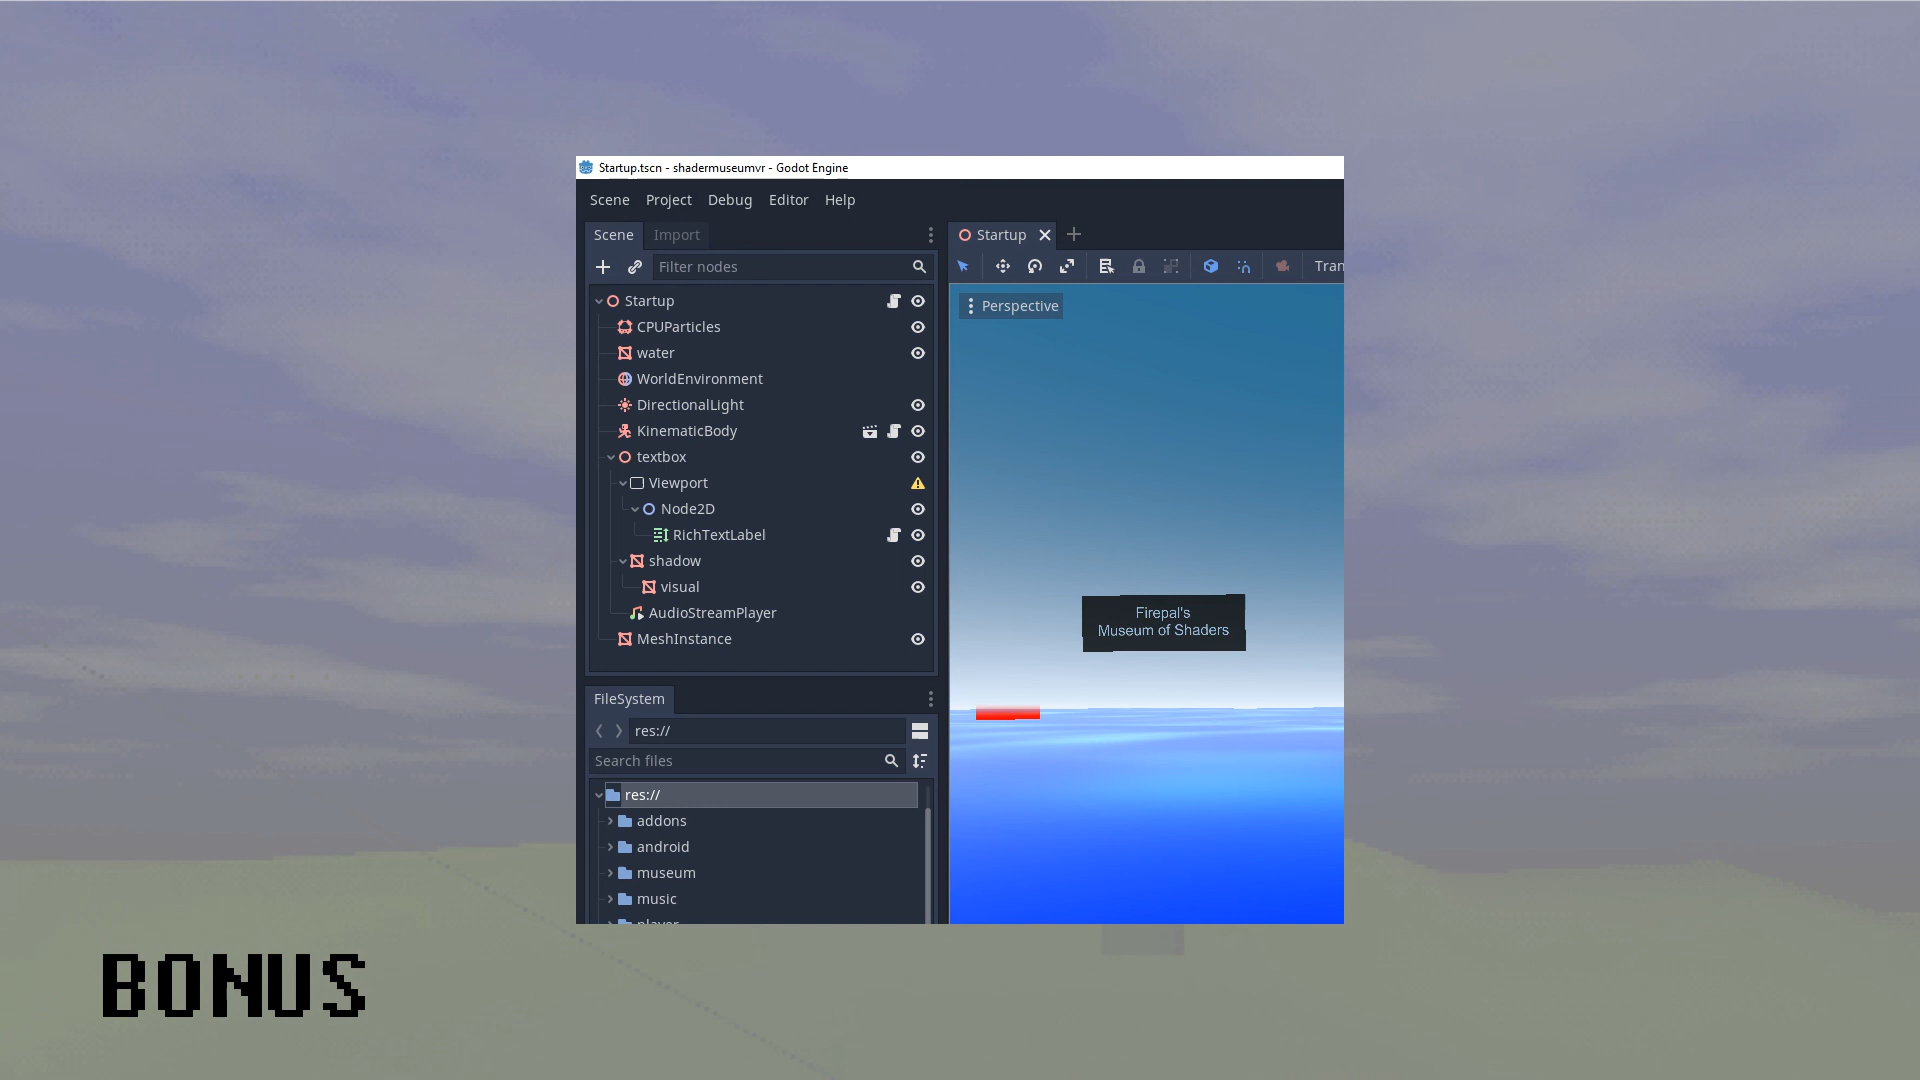 Startup.tscn - shadermuseumvr - Godot Engine
Scene Project Debug Editor Help
Scene Import
Filter nodes
Startup
CPUParticles
water
WorldEnvironment
DirectionalLight
KinematicBody
textbox
Viewport
Node2D
RichTextLabel
shadow
visual
AudioStreamPlayer
MeshInstance
FileSystem
res://
Search files
res://
addons
android
museum
music
player
Startup
Tran
Perspective
Firepal's
Museum of Shaders
BONUS